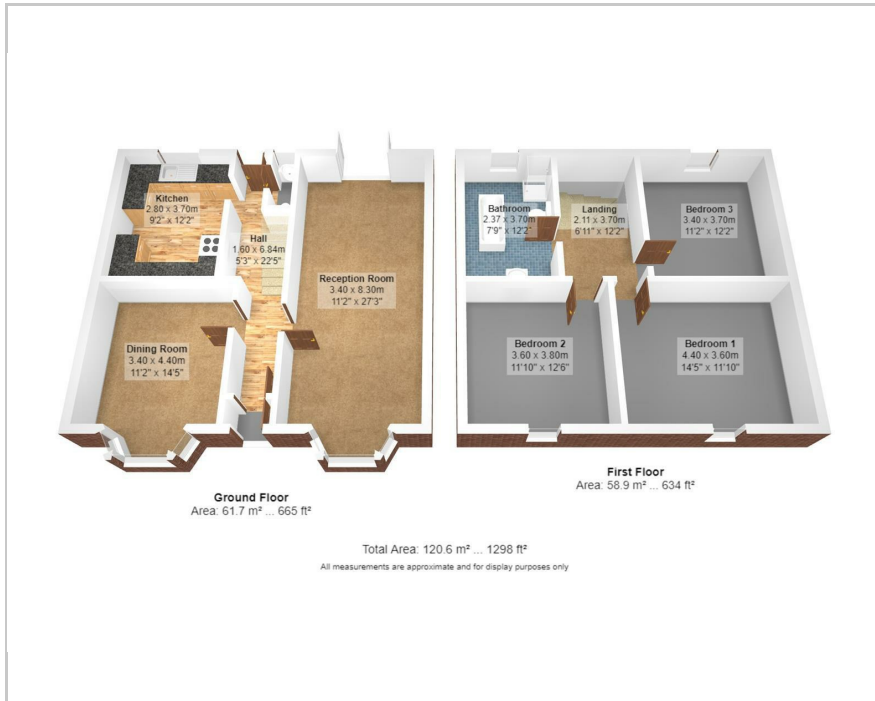 Kitchen
2.80 x 3.70m
9'2" x 12'2"
Hall
1.60 x 6.84m
5'3" x 22'5"
Reception Room
3.40 x 8.30m
11'2" x 27'3"
Dining Room
3.40 x 4.40m
11'2" x 14'5"
Ground Floor
Area: 61.7 m² ... 665 ft²
Bathroom
2.37 x 3.70m
7'9" x 12'2"
Landing
2.11 x 3.70m
6'11" x 12'2"
Bedroom 3
3.40 x 3.70m
11'2" x 12'2"
Bedroom 2
3.60 x 3.80m
11'10" x 12'6"
Bedroom 1
4.40 x 3.60m
14'5" x 11'10"
First Floor
Area: 58.9 m² ... 634 ft²
Total Area: 120.6 m² ... 1298 ft²
All measurements are approximate and for display purposes only